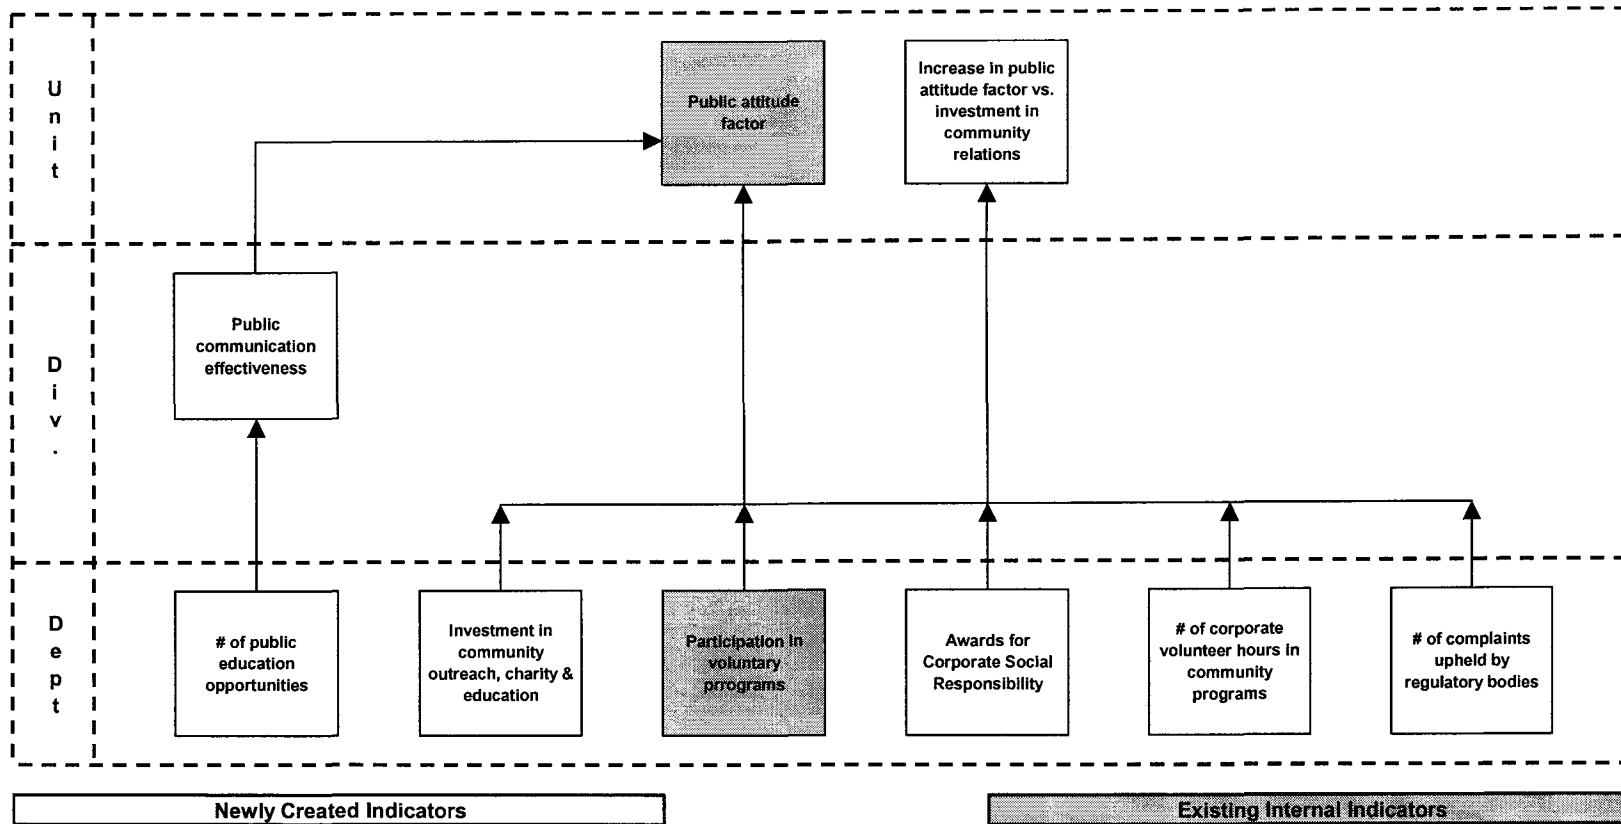 U
n
i
t
Public attitude
factor
Increase in public
attitude factor vs.
investment in
community
relations
D
i
v
.
Public
communication
effectiveness
D
e
p
t
# of public
education
opportunities
Investment in
community
outreach, charity &
education
Participation in
voluntary
prrograms
Awards for
Corporate Social
Responsibility
# of corporate
volunteer hours in
community
programs
# of complaints
upheld by
regulatory bodies
Newly Created Indicators
Existing Internal Indicators